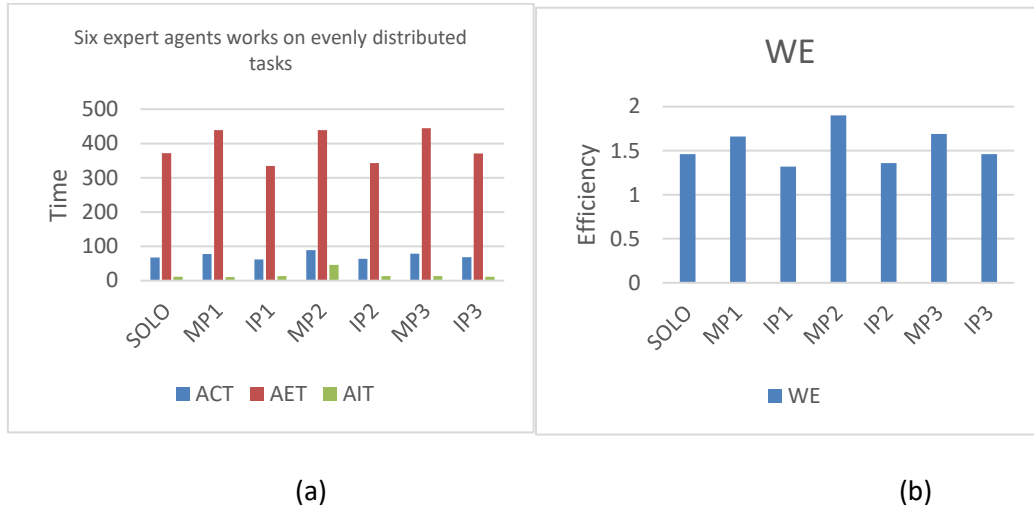 Six expert agents works on evenly distributed
tasks
500
400
300
200
100
0
Time
SOLO
MP1
IP1
MP2
IP2
MP3
IP3
ACT
AET
AIT
(a)
WE
2
1.5
1
0.5
0
Efficiency
SOLO
MP1
IP1
MP2
IP2
MP3
IP3
WE
(b)